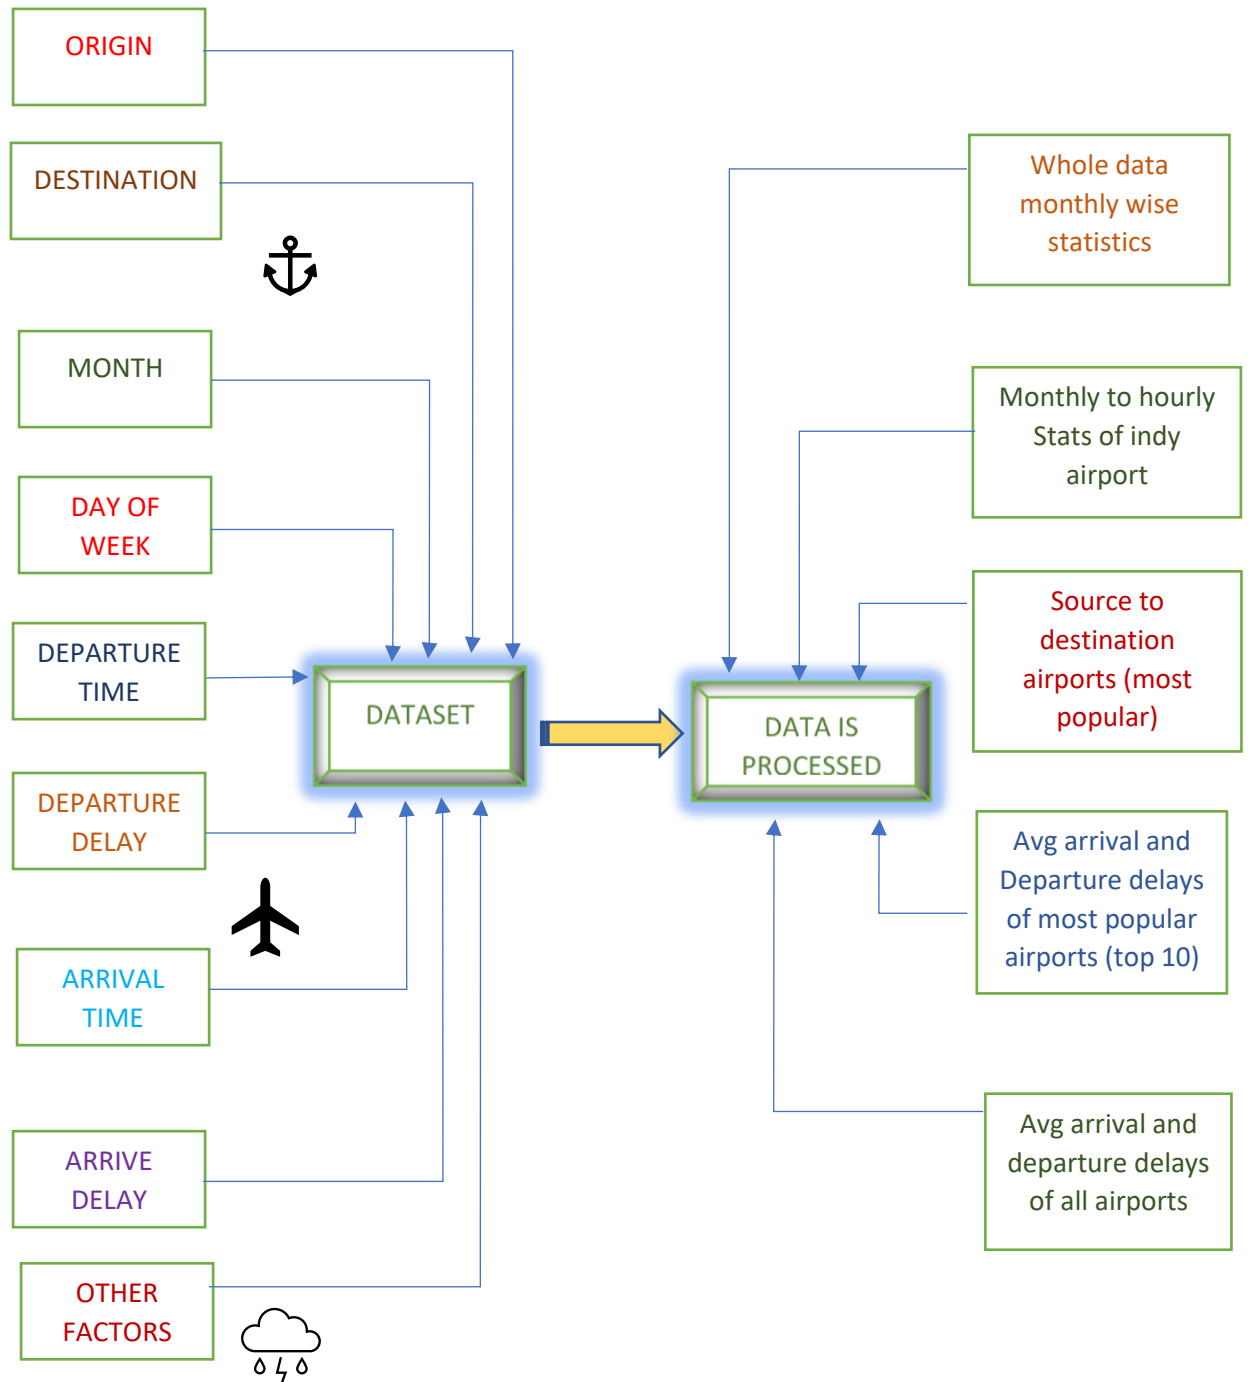 ORIGIN
DESTINATION
MONTH
DAY OF
WEEK
DEPARTURE
TIME
DEPARTURE
DELAY
ARRIVAL
TIME
ARRIVE
DELAY
OTHER
FACTORS
DATASET
DATA IS
PROCESSED
Whole data
monthly wise
statistics
Monthly to hourly
Stats of indy
airport
Source to
destination
airports (most
popular)
Avg arrival and
Departure delays
of most popular
airports (top 10)
Avg arrival and
departure delays
of all airports